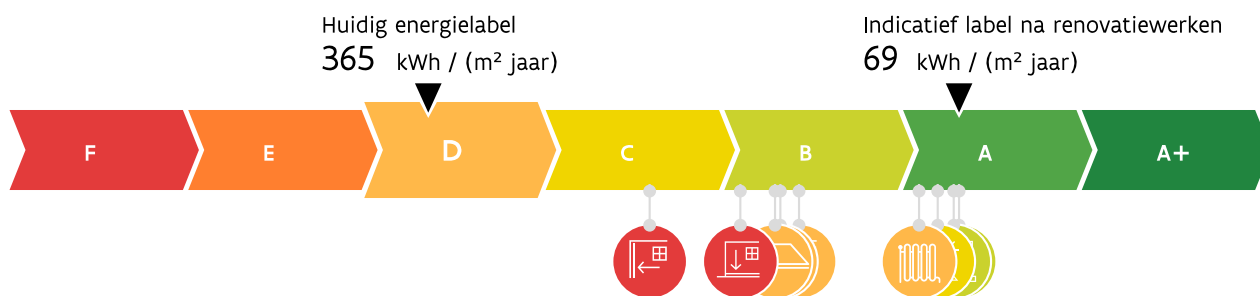 Huidig energielabel
365 kWh / (m² jaar)
Indicatief label na renovatiewerken
69 kWh / (m² jaar)
F E D C B A A+